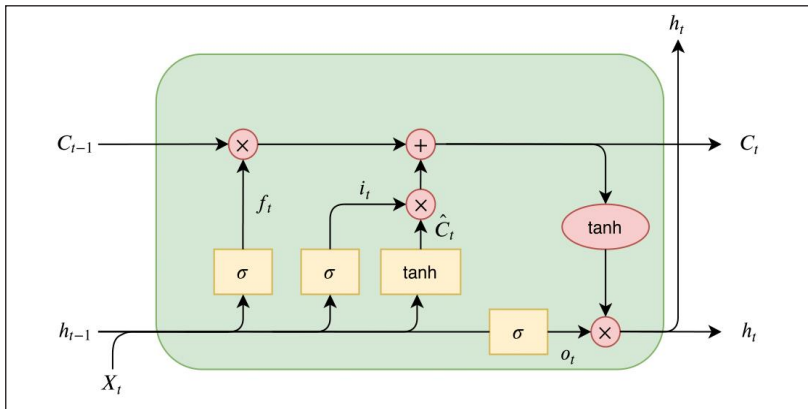 h_t
C_{t-1} × + C_t
f_t i_t × Ĉ_t tanh
σ σ tanh
h_{t-1} σ o_t × h_t
X_t